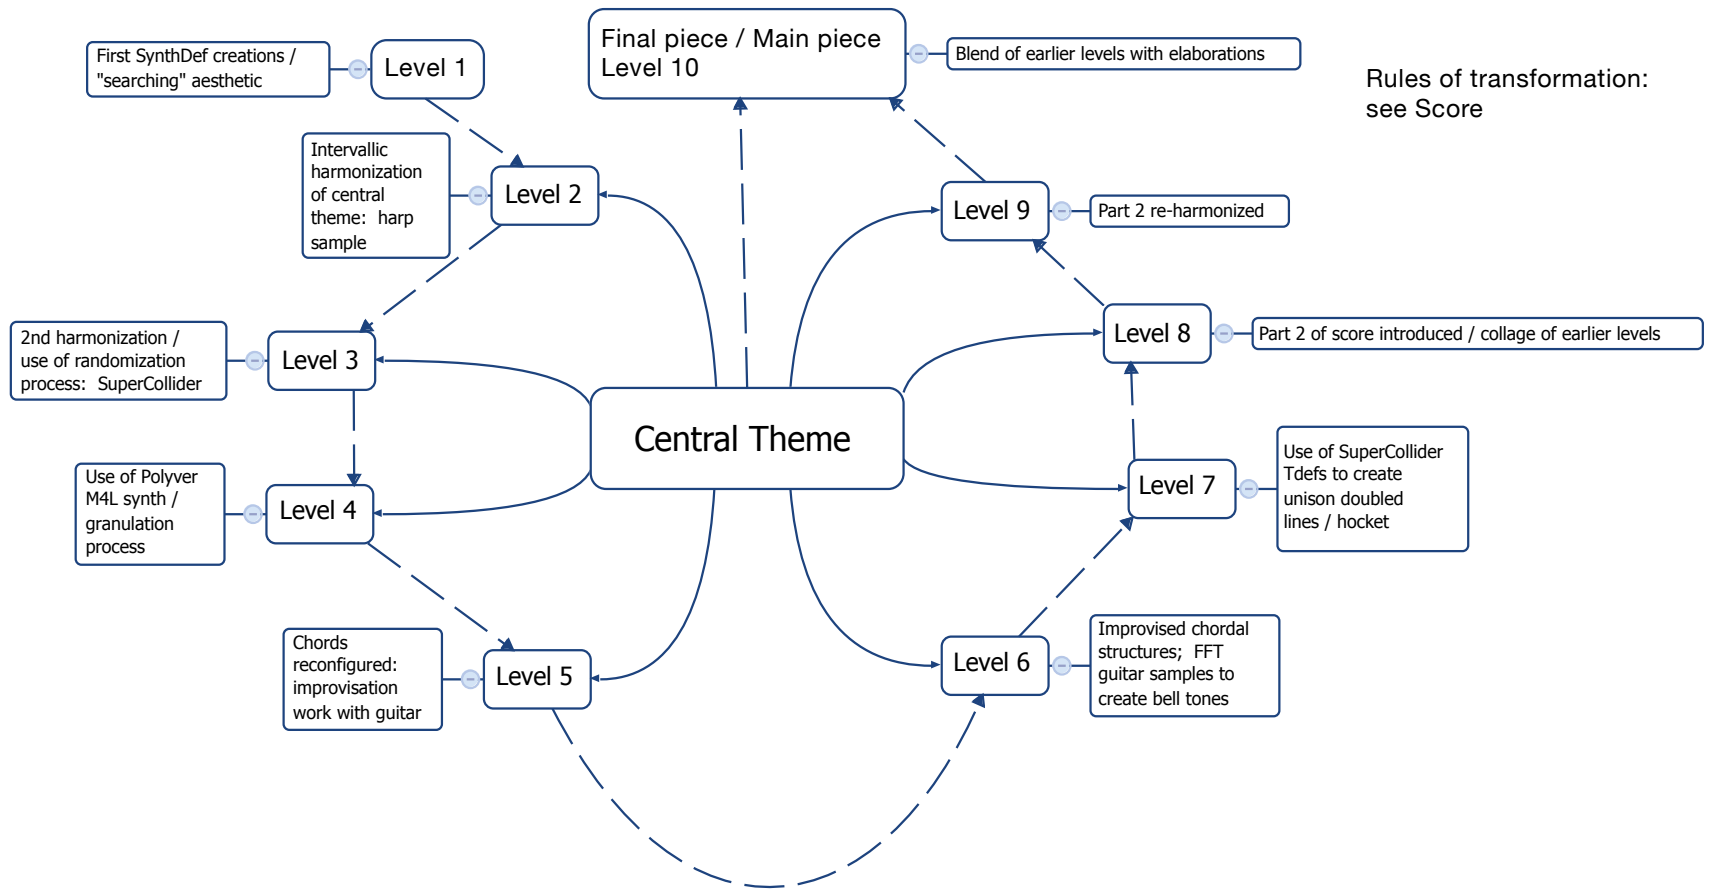 First SynthDef creations /
"searching" aesthetic
Level 1
Final piece / Main piece
Level 10
Blend of earlier levels with elaborations
Rules of transformation:
see Score
Intervallic
harmonization
of central
theme: harp
sample
Level 2
Level 9
Part 2 re-harmonized
2nd harmonization /
use of randomization
process: SuperCollider
Level 3
Level 8
Part 2 of score introduced / collage of earlier levels
Central Theme
Use of Polyver
M4L synth /
granulation
process
Level 4
Level 7
Use of SuperCollider
Tdefs to create
unison doubled
lines / hocket
Chords
reconfigured:
improvisation
work with guitar
Level 5
Level 6
Improvised chordal
structures; FFT
guitar samples to
create bell tones